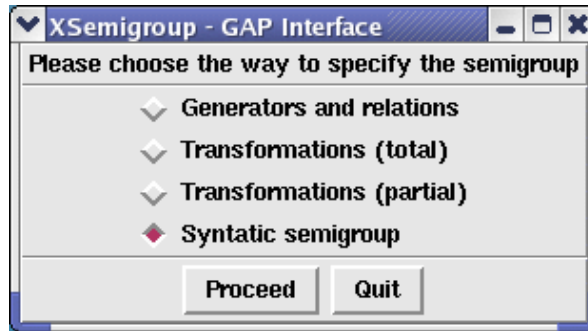 XSemigroup - GAP Interface
Please choose the way to specify the semigroup
Generators and relations
Transformations (total)
Transformations (partial)
Syntatic semigroup
Proceed Quit